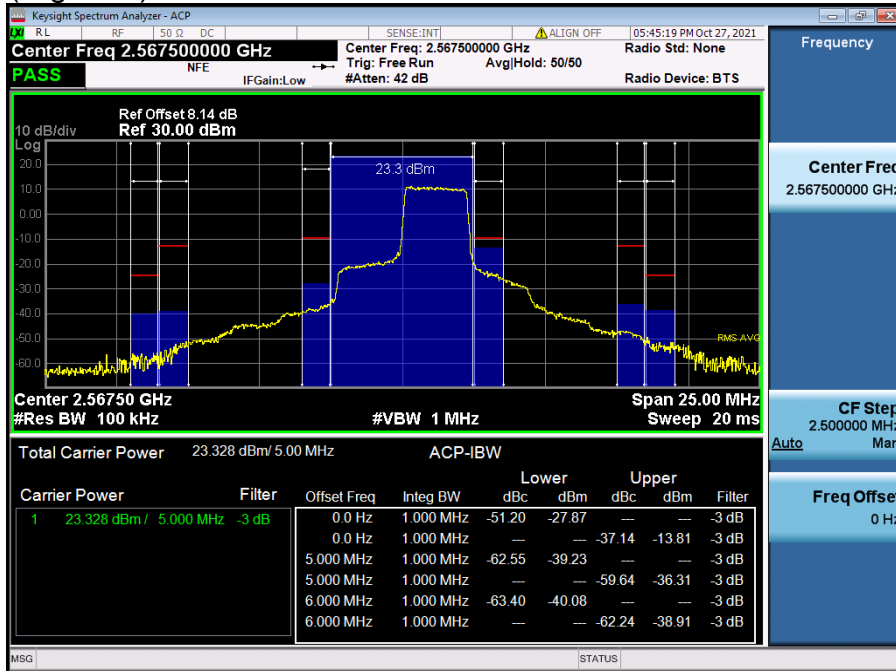 Keysight Spectrum Analyzer - ACP
LXI RL RF 50 Ω DC SENSE:INT ALIGN OFF 05:45:19 PM Oct 27, 2021
Center Freq 2.567500000 GHz
Center Freq: 2.567500000 GHz
Radio Std: None
NFE
Trig: Free Run
Avg|Hold: 50/50
PASS
IFGain:Low
#Atten: 42 dB
Radio Device: BTS
Ref Offset 8.14 dB
10 dB/div Ref 30.00 dBm
Log
23.3 dBm
20.0
10.0
0.00
-10.0
-20.0
-30.0
-40.0
-50.0
-60.0
RMS AVG
Center 2.56750 GHz
Span 25.00 MHz
#Res BW 100 kHz
#VBW 1 MHz
Sweep 20 ms
Total Carrier Power 23.328 dBm/ 5.00 MHz ACP-IBW
Lower Upper
Carrier Power Filter Offset Freq Integ BW dBc dBm dBc dBm Filter
1 23.328 dBm / 5.000 MHz -3 dB 0.0 Hz 1.000 MHz -51.20 -27.87 --- --- -3 dB
0.0 Hz 1.000 MHz --- --- -37.14 -13.81 -3 dB
5.000 MHz 1.000 MHz -62.55 -39.23 --- --- -3 dB
5.000 MHz 1.000 MHz --- --- -59.64 -36.31 -3 dB
6.000 MHz 1.000 MHz -63.40 -40.08 --- --- -3 dB
6.000 MHz 1.000 MHz --- --- -62.24 -38.91 -3 dB
MSG STATUS
Frequency
Center Freq
2.567500000 GHz
CF Step
2.500000 MHz
Auto Man
Freq Offset
0 Hz